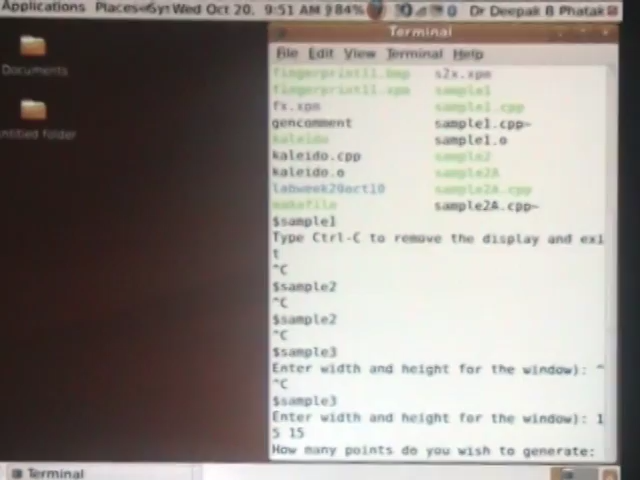 Applications Places Sys Wed Oct 20, 9:51 AM 84% Dr Deepak B Phatak
Documents
ntitled folder
Terminal
File Edit View Terminal Help
fingerprint11.bmp s2x.xpm
fingerprint11.xpm sample1
fx.xpm sample1.cpp
gencomment sample1.cpp~
kaleido sample1.o
kaleido.cpp sample2
kaleido.o sample2A
labweek20oct10 sample2A.cpp
makefile sample2A.cpp~
$sample1
Type Ctrl-C to remove the display and exi
t
^C
$sample2
^C
$sample2
^C
$sample3
Enter width and height for the window): ^
^C
$sample3
Enter width and height for the window): 1
5 15
How many points do you wish to generate:
Terminal